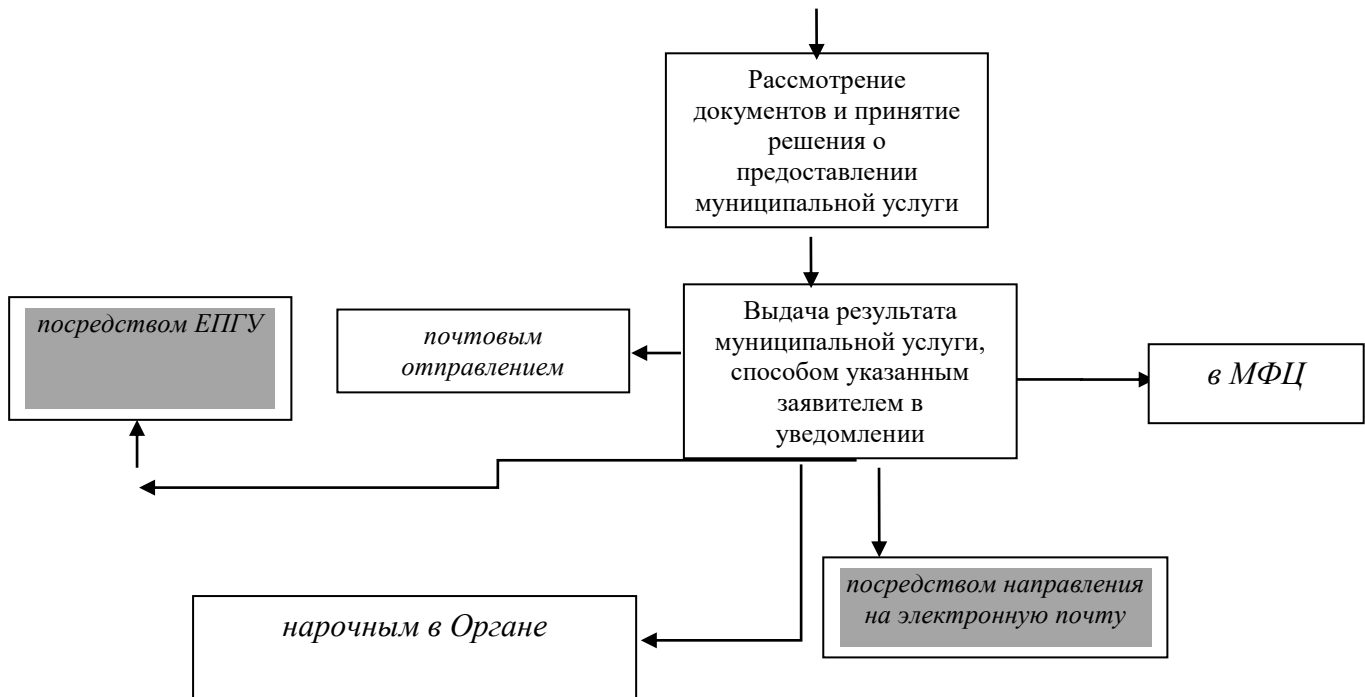 Рассмотрение
документов и принятие
решения о
предоставлении
муниципальной услуги
посредством ЕПГУ
почтовым
отправлением
Выдача результата
муниципальной услуги,
способом указанным
заявителем в
уведомлении
в МФЦ
нарочным в Органе
посредством направления
на электронную почту